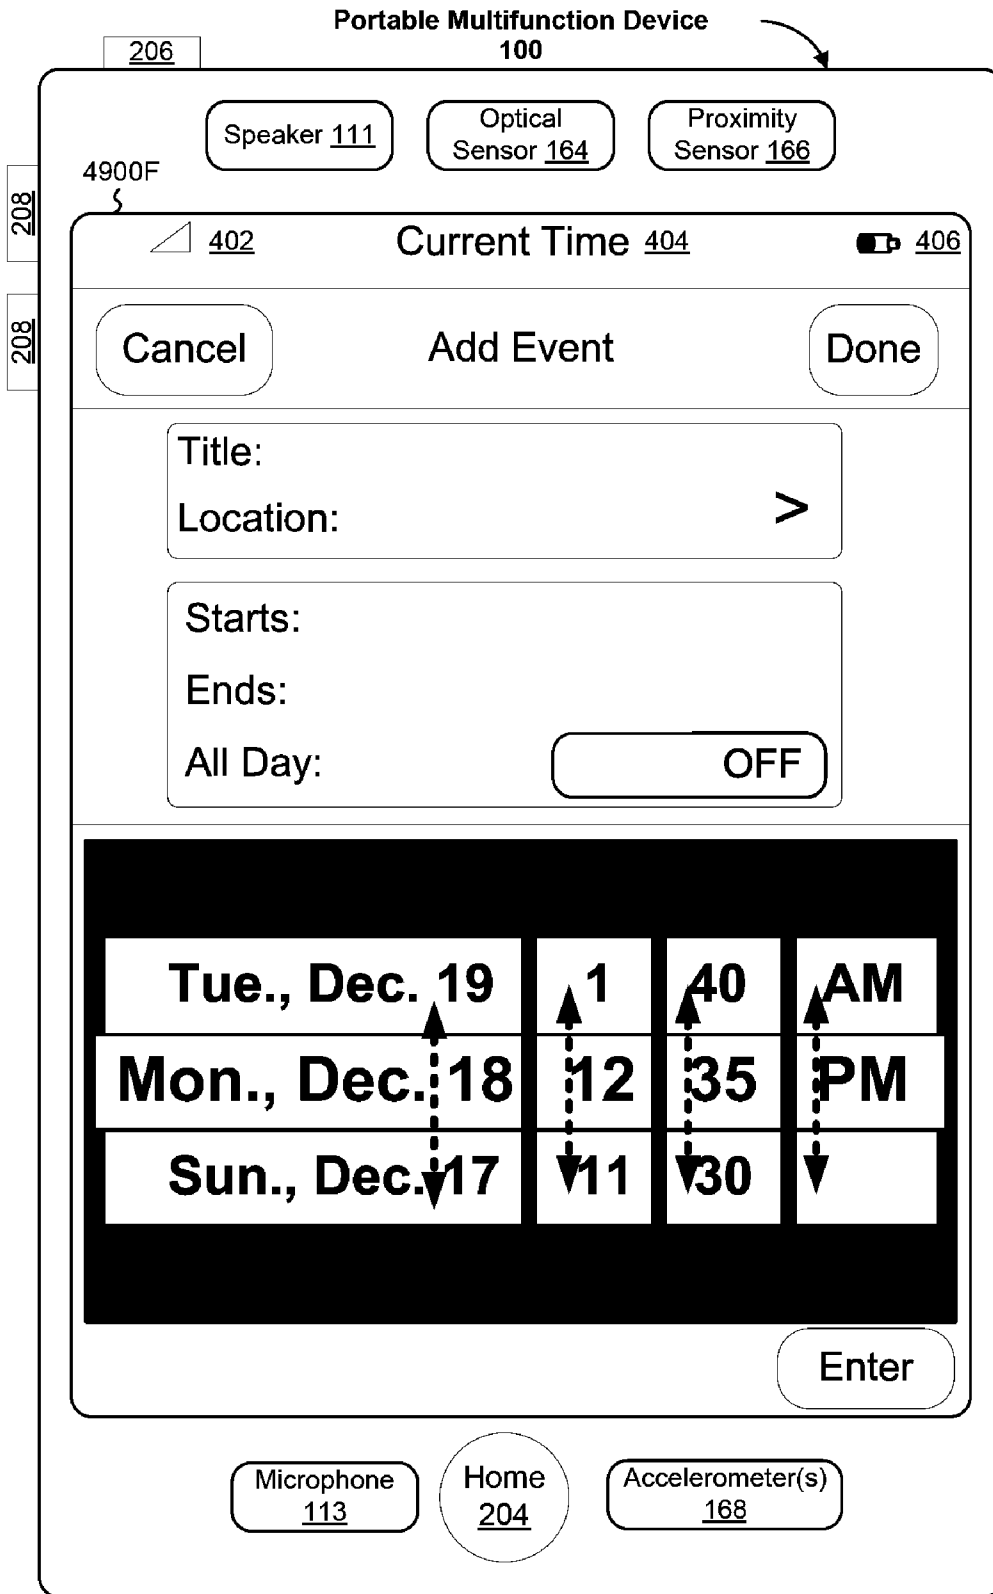 Portable Multifunction Device
100
206
Speaker 111
Optical
Sensor 164
Proximity
Sensor 166
4900F
208
208
402
Current Time 404
406
Cancel
Add Event
Done
Title:
Location:
>
Starts:
Ends:
All Day:
OFF
Tue., Dec. 19 1 40 AM
Mon., Dec. 18 12 35 PM
Sun., Dec. 17 11 30
Enter
Microphone
113
Home
204
Accelerometer(s)
168